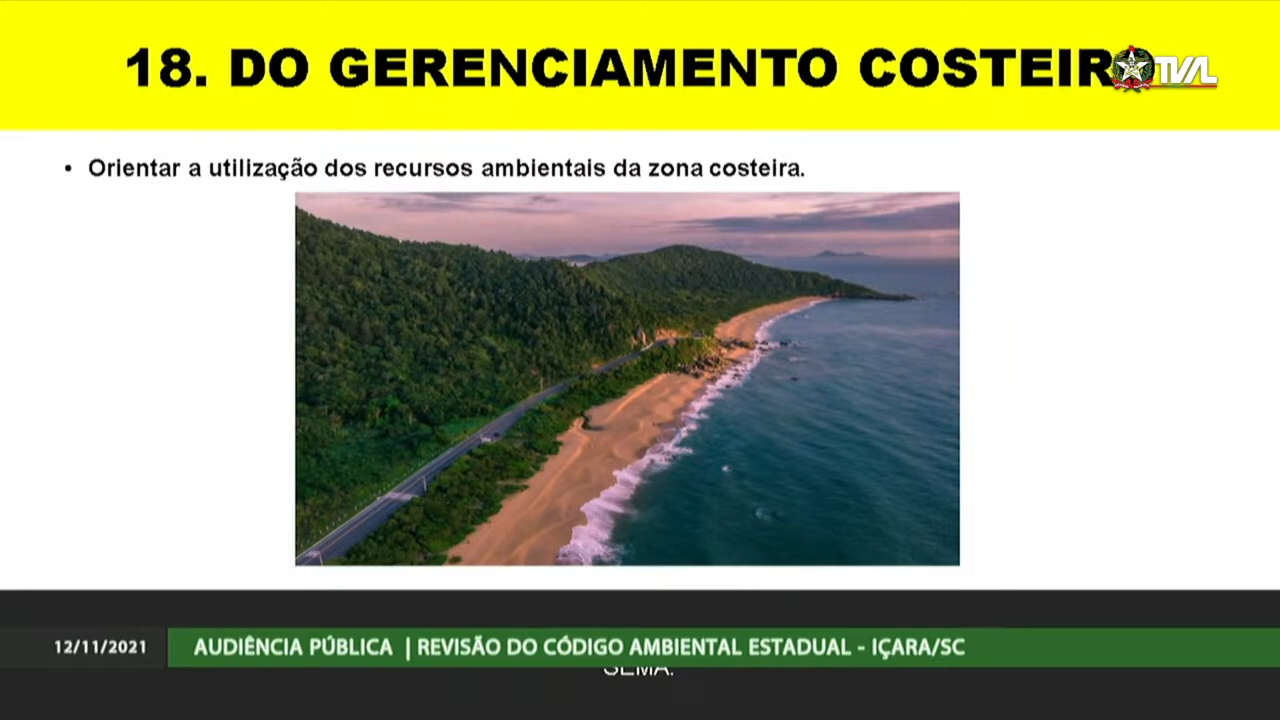 18. DO GERENCIAMENTO COSTEIR
TVAL
• Orientar a utilização dos recursos ambientais da zona costeira.
12/11/2021
AUDIÊNCIA PÚBLICA | REVISÃO DO CÓDIGO AMBIENTAL ESTADUAL - IÇARA/SC
SEMA.